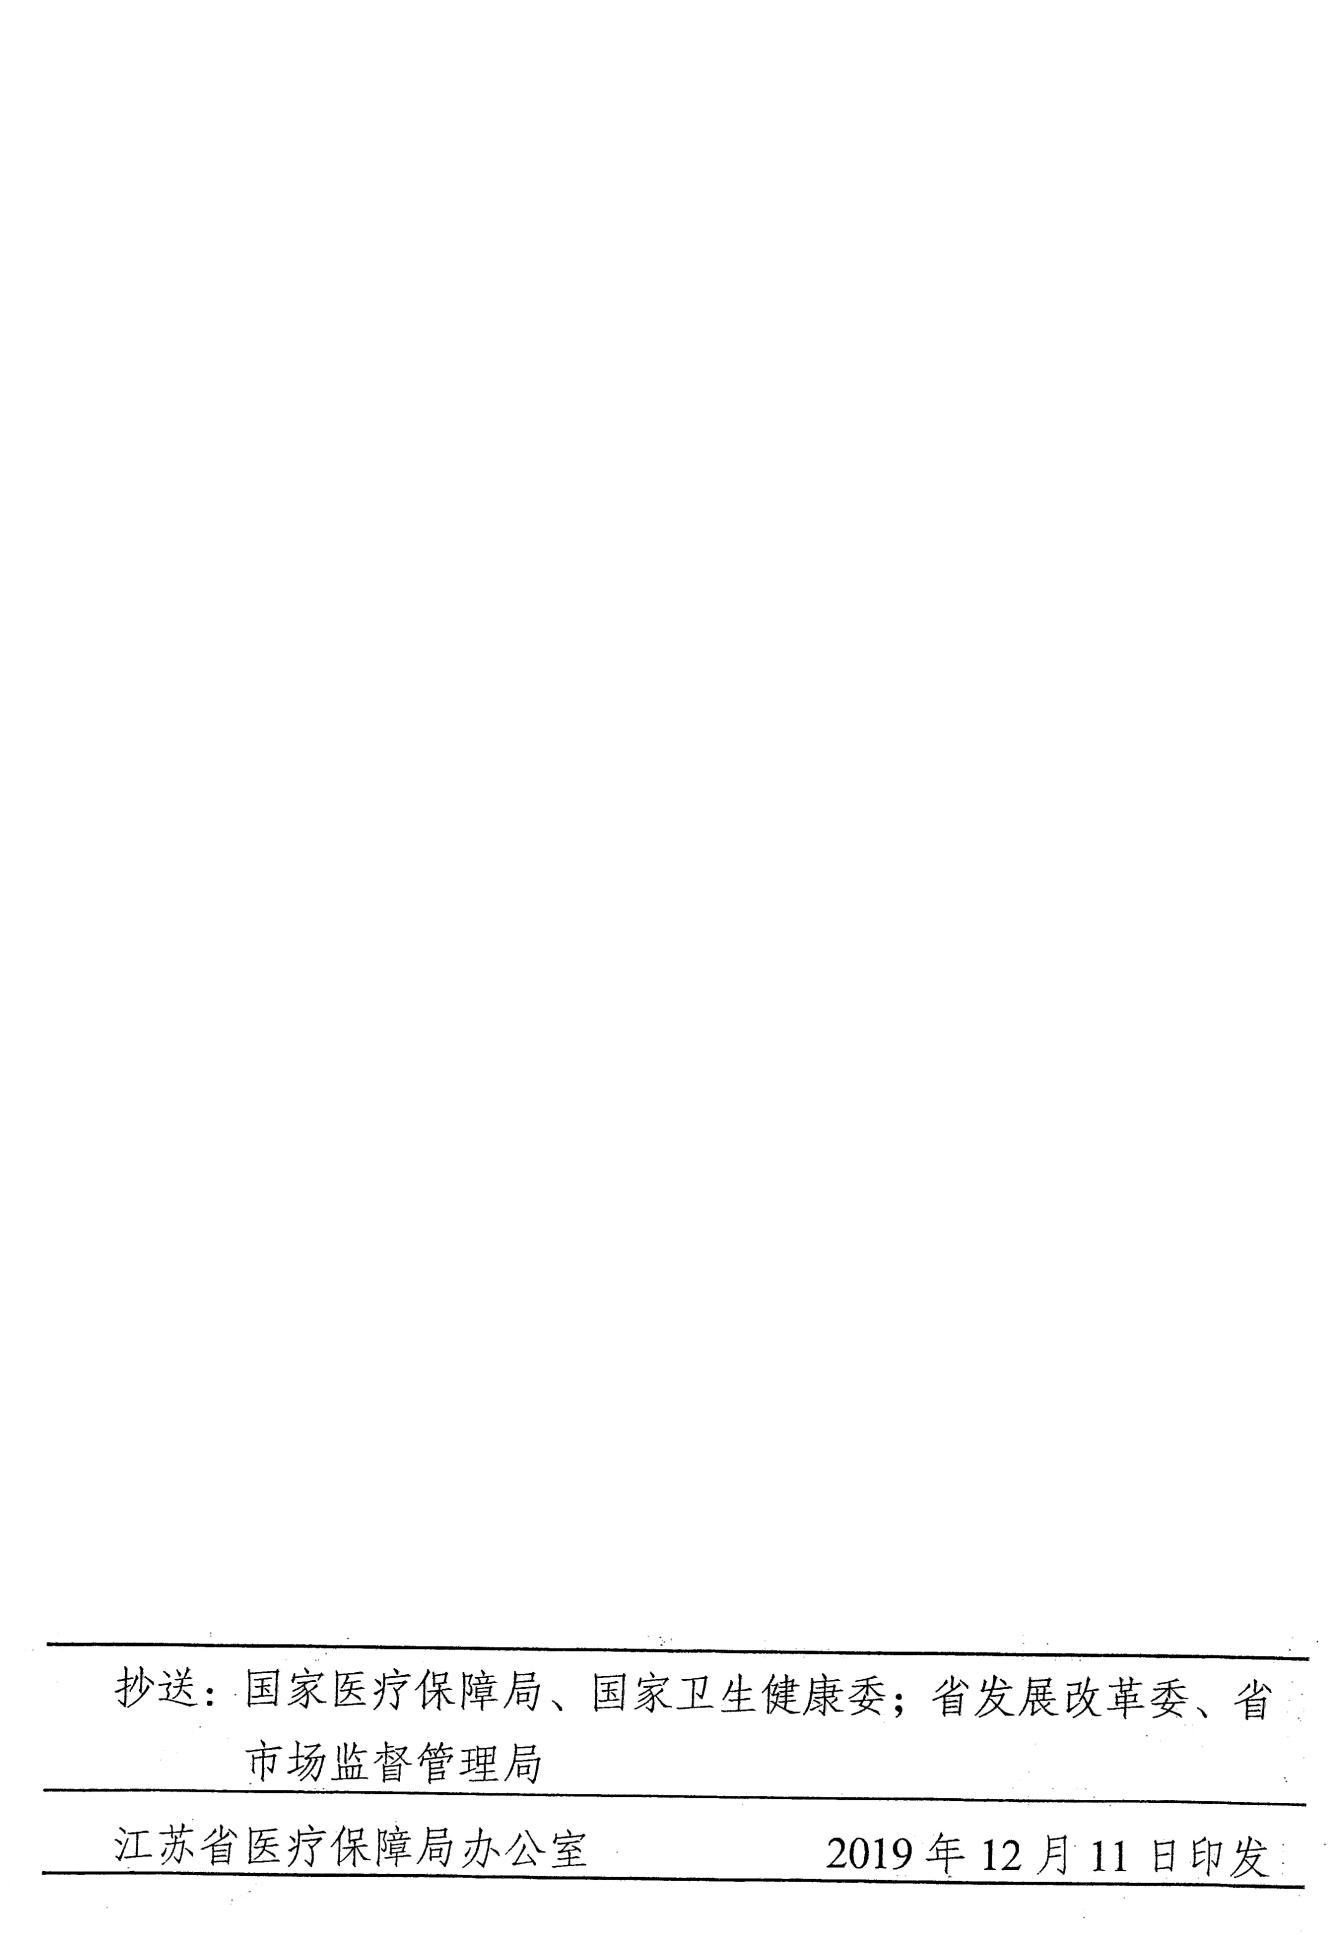 抄送：国家医疗保障局、国家卫生健康委；省发展改革委、省
市场监督管理局
江苏省医疗保障局办公室 2019年12月11日印发